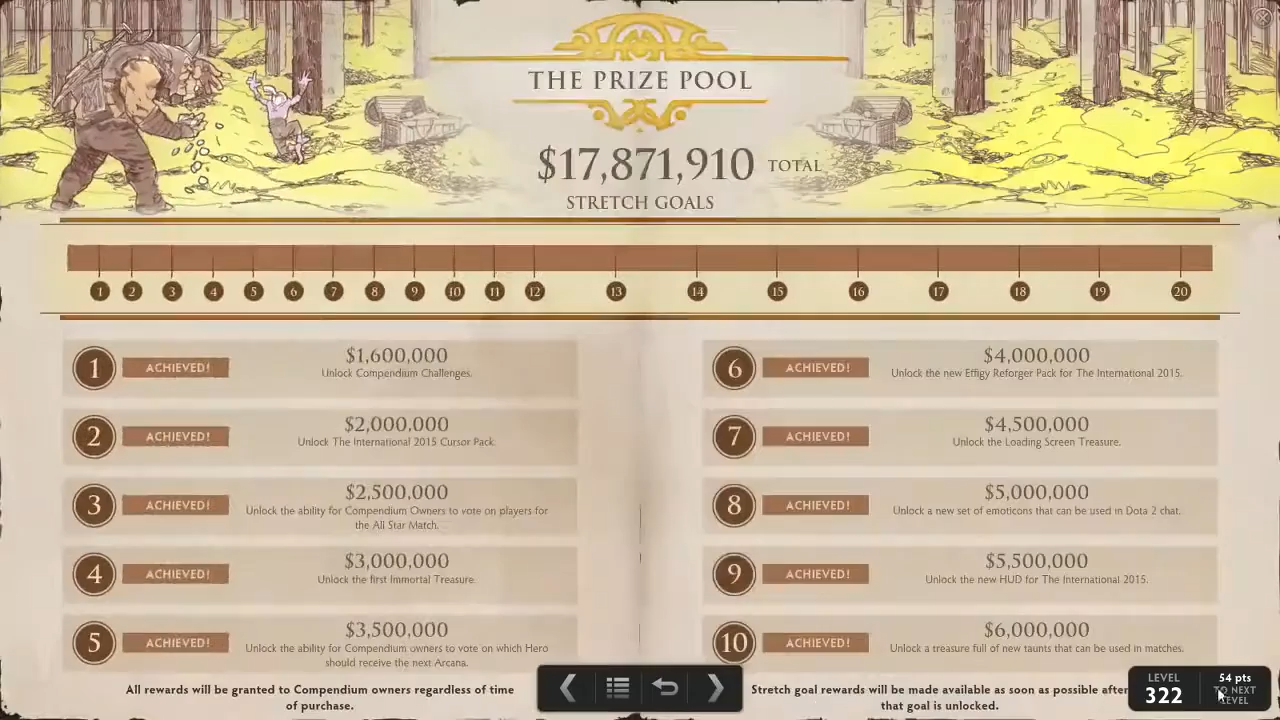 THE PRIZE POOL
$17,871,910 TOTAL
STRETCH GOALS
1 2 3 4 5 6 7 8 9 10 11 12 13 14 15 16 17 18 19 20
1 ACHIEVED! $1,600,000
Unlock Compendium Challenges.
2 ACHIEVED! $2,000,000
Unlock The International 2015 Cursor Pack.
3 ACHIEVED! $2,500,000
Unlock the ability for Compendium Owners to vote on players for
the All Star Match.
4 ACHIEVED! $3,000,000
Unlock the first Immortal Treasure.
5 ACHIEVED! $3,500,000
Unlock the ability for Compendium owners to vote on which Hero
should receive the next Arcana.
6 ACHIEVED! $4,000,000
Unlock the new Effigy Reforger Pack for The International 2015.
7 ACHIEVED! $4,500,000
Unlock the Loading Screen Treasure.
8 ACHIEVED! $5,000,000
Unlock a new set of emoticons that can be used in Dota 2 chat.
9 ACHIEVED! $5,500,000
Unlock the new HUD for The International 2015.
10 ACHIEVED! $6,000,000
Unlock a treasure full of new taunts that can be used in matches.
All rewards will be granted to Compendium owners regardless of time
of purchase.
Stretch goal rewards will be made available as soon as possible after
that goal is unlocked.
LEVEL
322
54 pts
TO NEXT
LEVEL